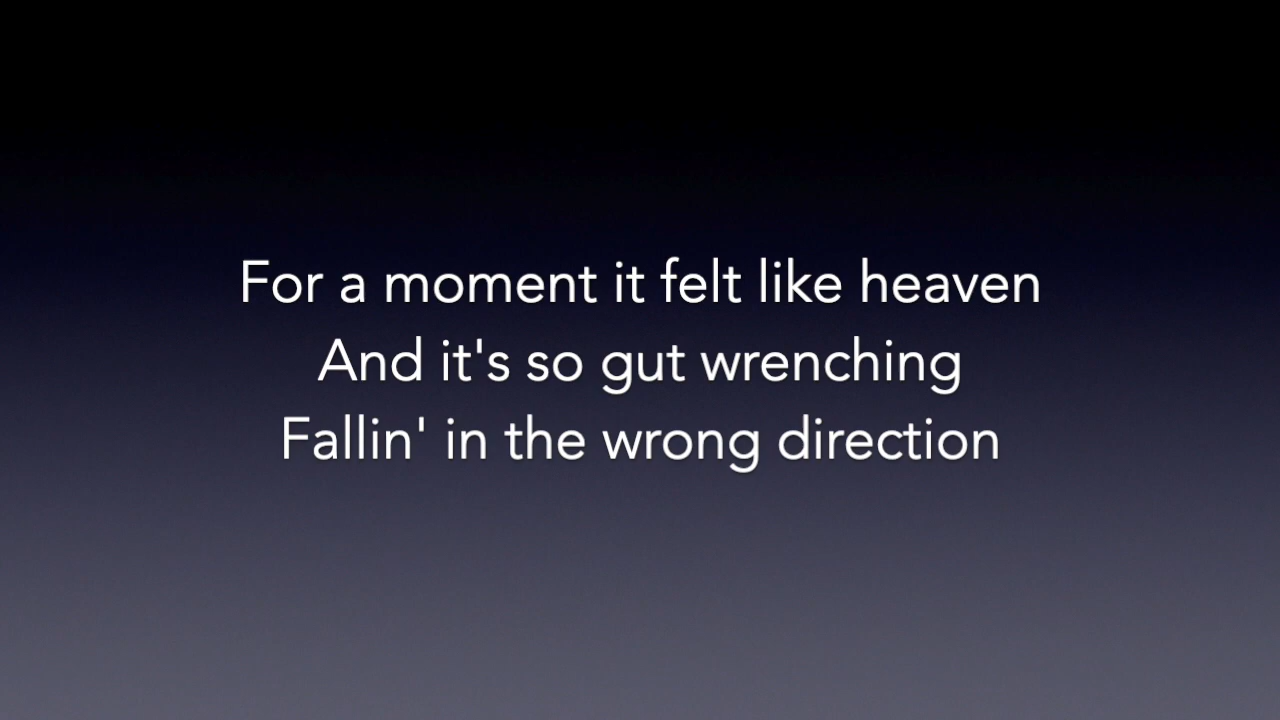 For a moment it felt like heaven
And it's so gut wrenching
Fallin' in the wrong direction